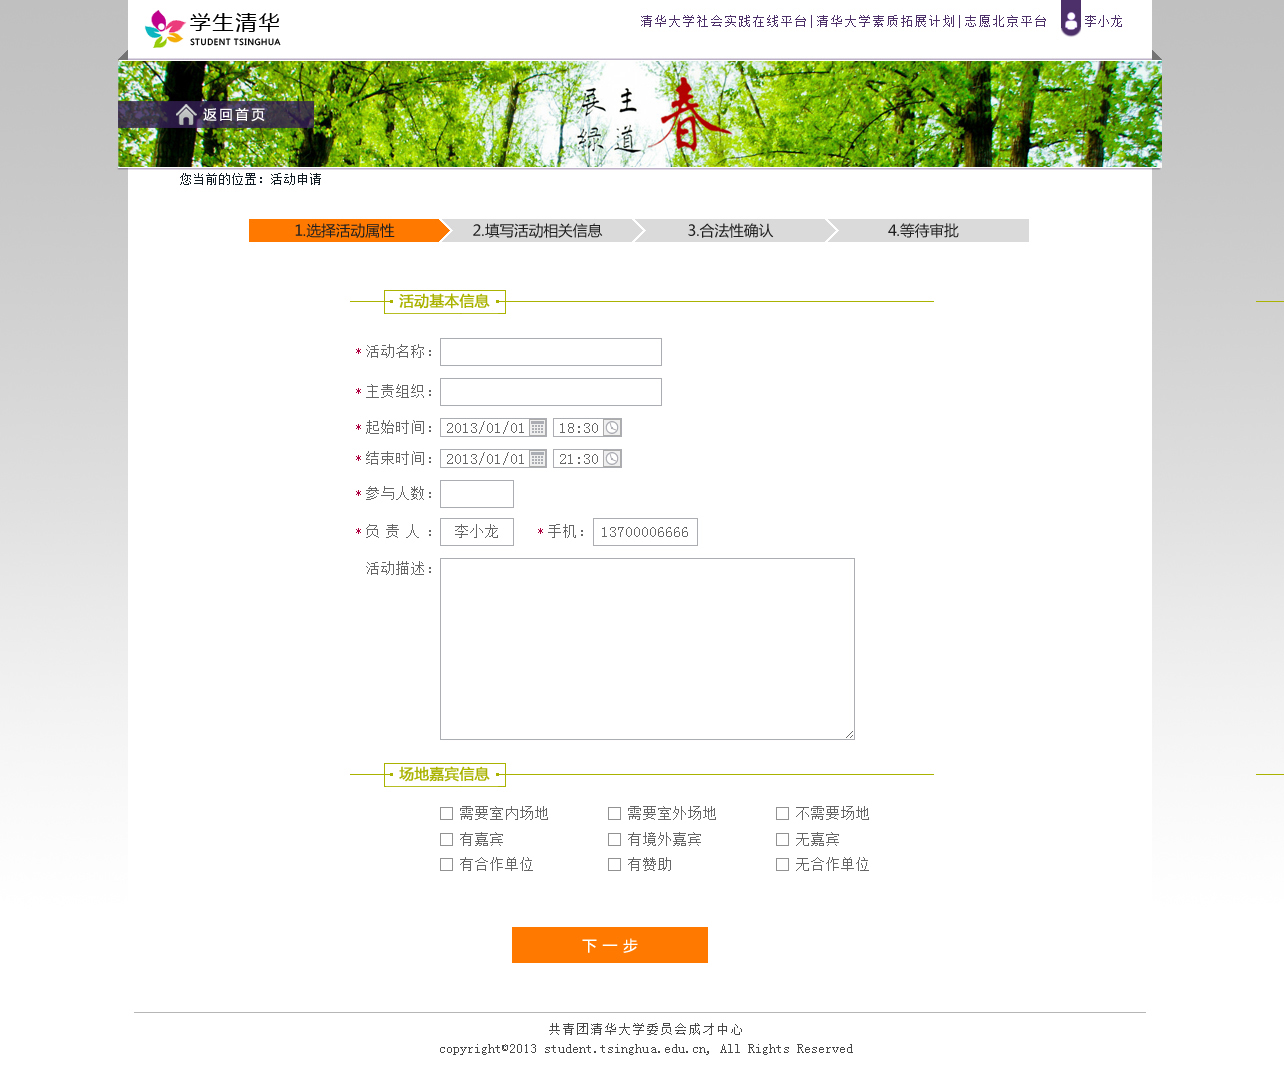 学生清华
STUDENT TSINGHUA
清华大学社会实践在线平台|清华大学素质拓展计划|志愿北京平台 李小龙
返回首页
春
主道
展绿
您当前的位置：活动申请
1.选择活动属性 2.填写活动相关信息 3.合法性确认 4.等待审批
活动基本信息
*活动名称：
*主责组织：
*起始时间：2013/01/01 18:30
*结束时间：2013/01/01 21:30
*参与人数：
*负 责 人 ：李小龙 *手机：13700006666
活动描述：
场地嘉宾信息
需要室内场地 需要室外场地 不需要场地
有嘉宾 有境外嘉宾 无嘉宾
有合作单位 有赞助 无合作单位
下 一 步
共青团清华大学委员会成才中心
copyright©2013 student.tsinghua.edu.cn, All Rights Reserved